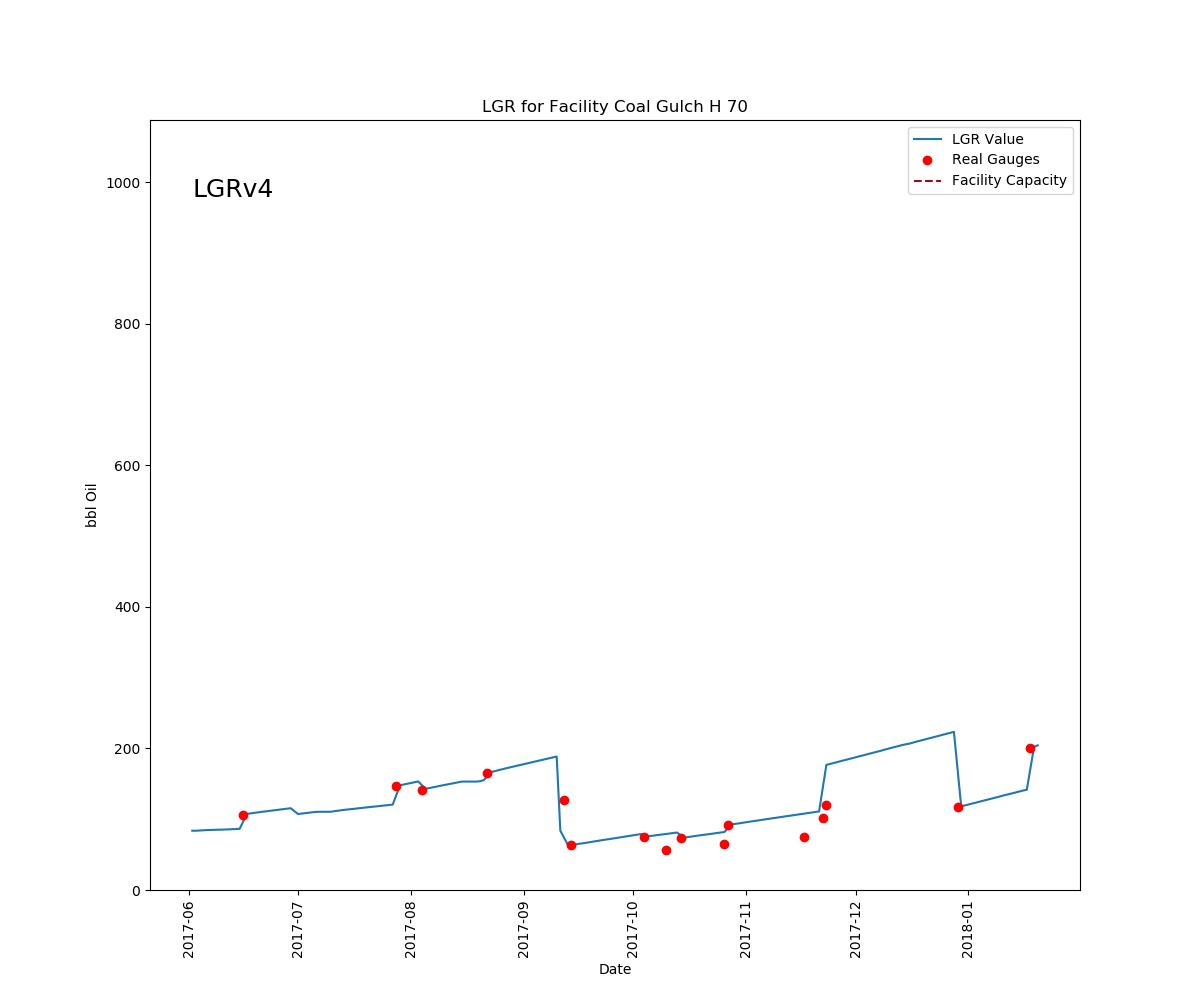 LGR for Facility Coal Gulch H 70
LGRv4
LGR Value
Real Gauges
Facility Capacity
1000
800
600
400
200
0
bbl Oil
2017-06
2017-07
2017-08
2017-09
2017-10
2017-11
2017-12
2018-01
Date